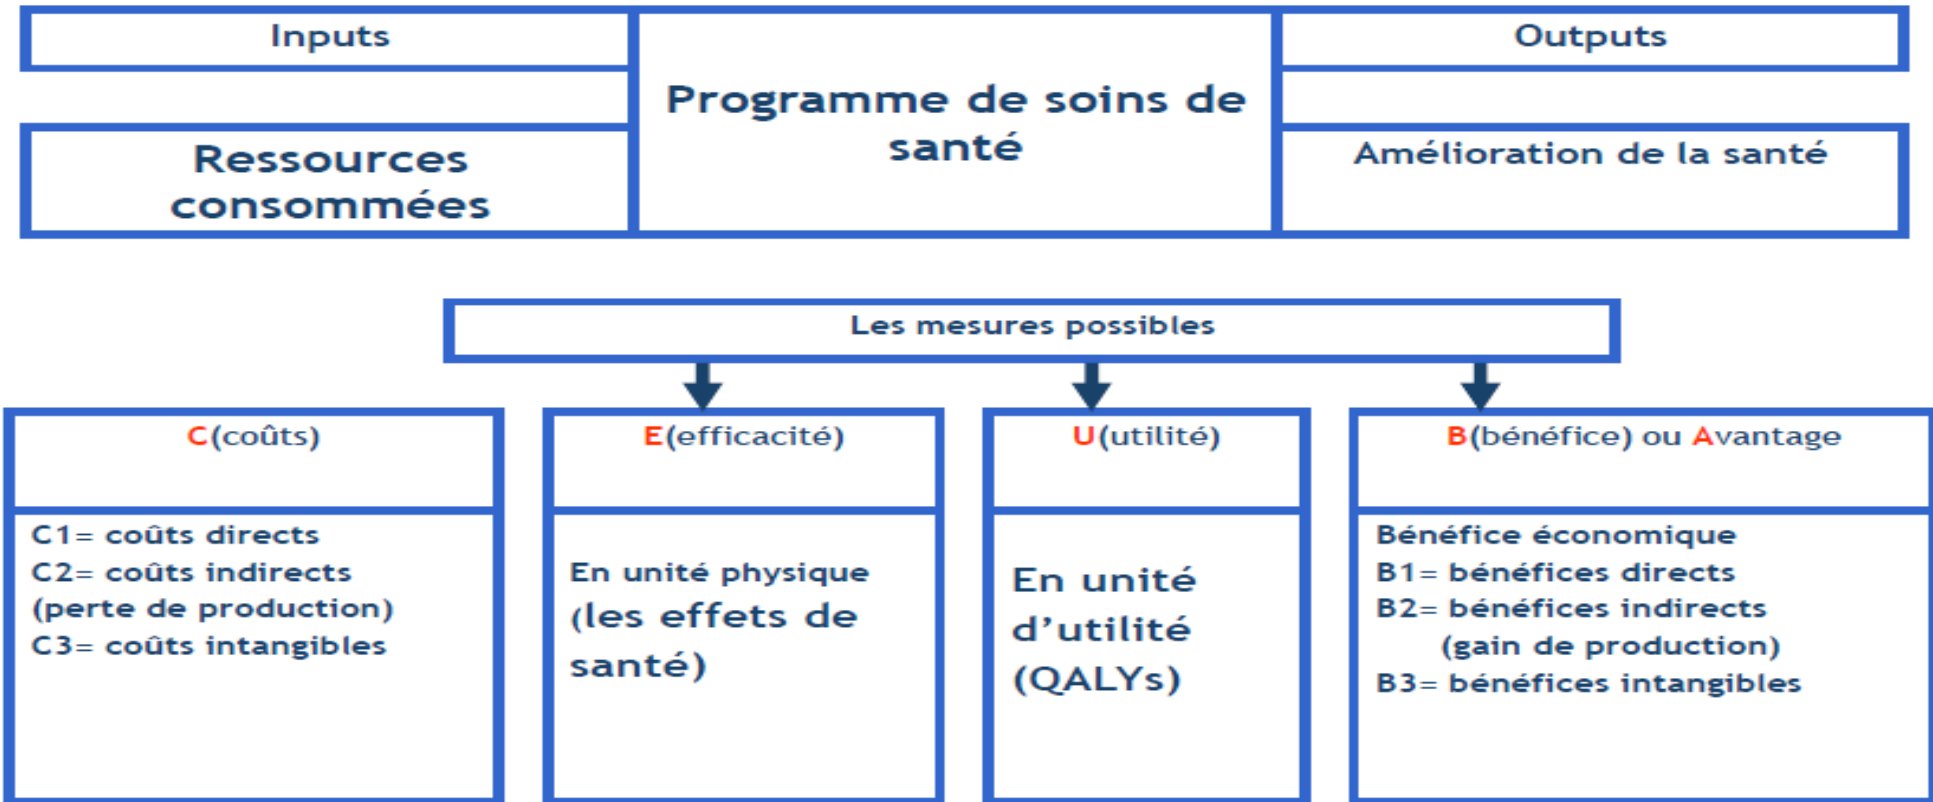 Inputs
Programme de soins de
santé
Outputs
Ressources
consommées
Amélioration de la santé
Les mesures possibles
C(coûts)
C1= coûts directs
C2= coûts indirects
(perte de production)
C3= coûts intangibles
E(efficacité)
En unité physique
(les effets de
santé)
U(utilité)
En unité
d’utilité
(QALYs)
B(bénéfice) ou Avantage
Bénéfice économique
B1= bénéfices directs
B2= bénéfices indirects
(gain de production)
B3= bénéfices intangibles